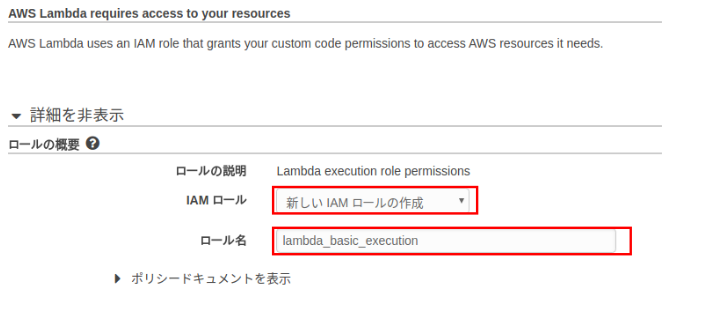 AWS Lambda requires access to your resources
AWS Lambda uses an IAM role that grants your custom code permissions to access AWS resources it needs.
詳細を非表示
ロールの概要
ロールの説明 Lambda execution role permissions
IAM ロール 新しい IAM ロールの作成
ロール名 lambda_basic_execution
ポリシードキュメントを表示